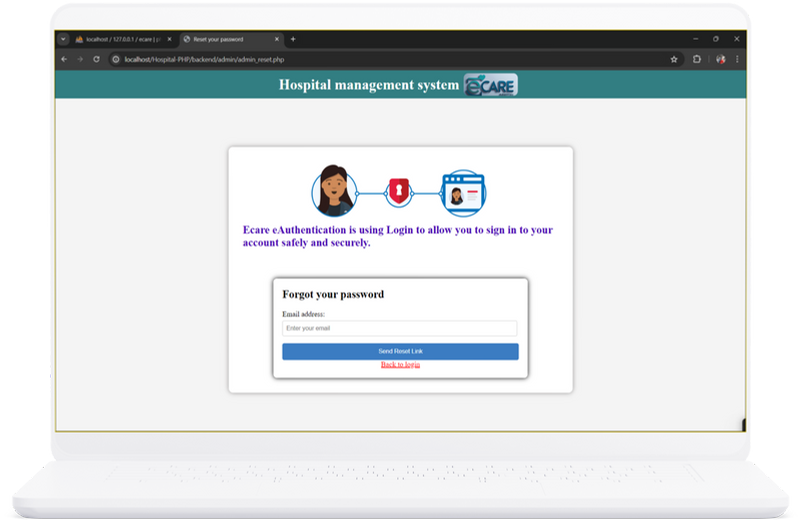 localhost / 127.0.0.1 / ecare | p
Reset your password
localhost/Hospital-PHP/backend/admin/admin_reset.php
Hospital management system eCARE
Ecare eAuthentication is using Login to allow you to sign in to your
account safely and securely.
Forgot your password
Email address:
Enter your email
Send Reset Link
Back to login